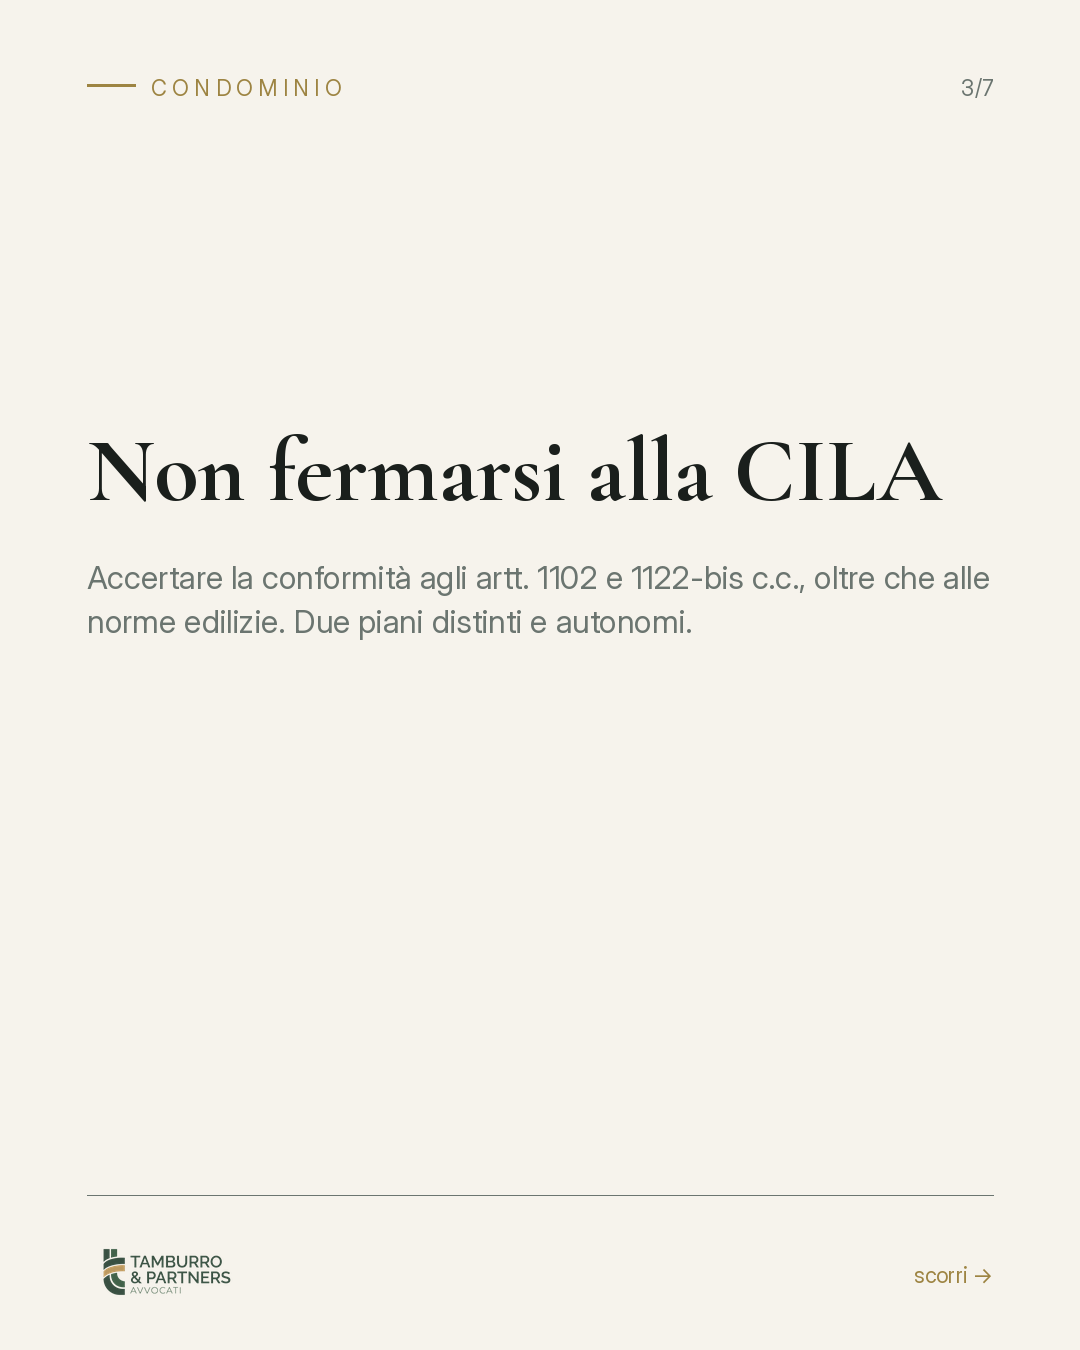 CONDOMINIO
3/7
Non fermarsi alla CILA
Accertare la conformità agli artt. 1102 e 1122-bis c.c., oltre che alle
norme edilizie. Due piani distinti e autonomi.
TAMBURRO
& PARTNERS
AVVOCATI
scorri →